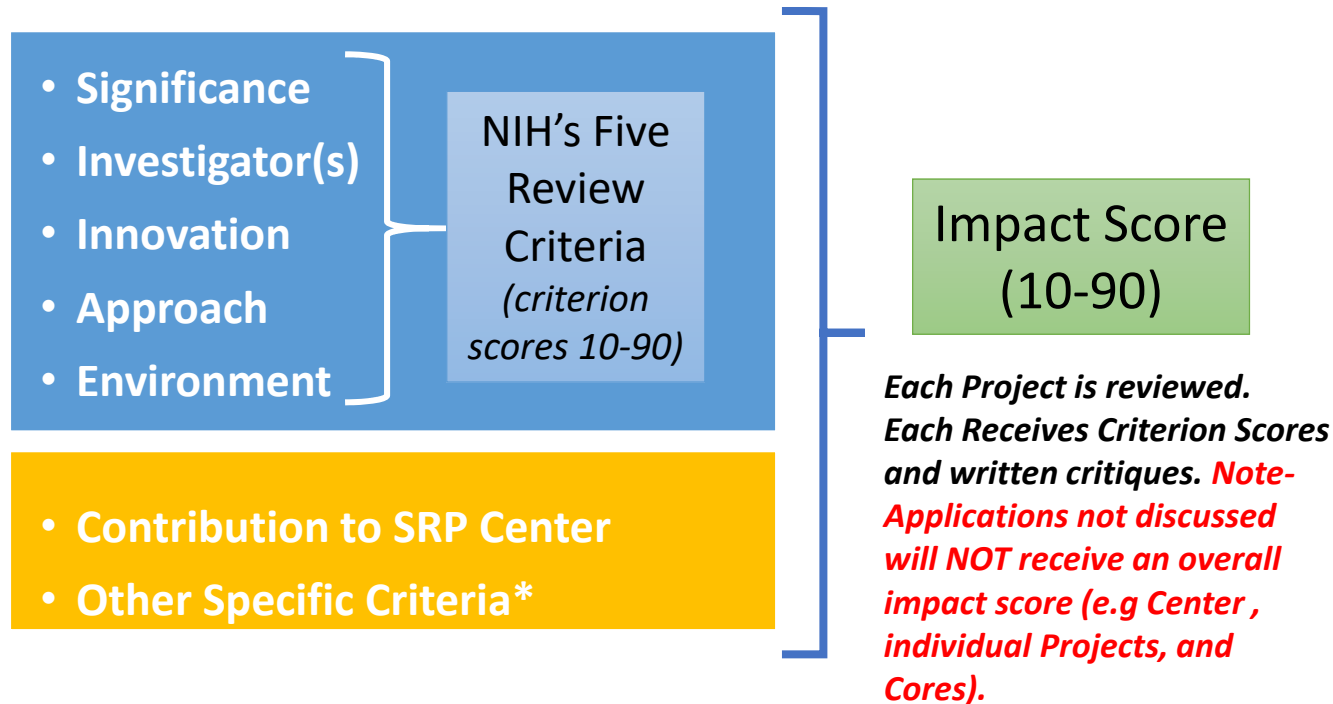 • Significance
• Investigator(s)
• Innovation
• Approach
• Environment
NIH’s Five
Review
Criteria
(criterion
scores 10-90)
• Contribution to SRP Center
• Other Specific Criteria*
Impact Score
(10-90)
Each Project is reviewed.
Each Receives Criterion Scores
and written critiques. Note-
Applications not discussed
will NOT receive an overall
impact score (e.g Center ,
individual Projects, and
Cores).